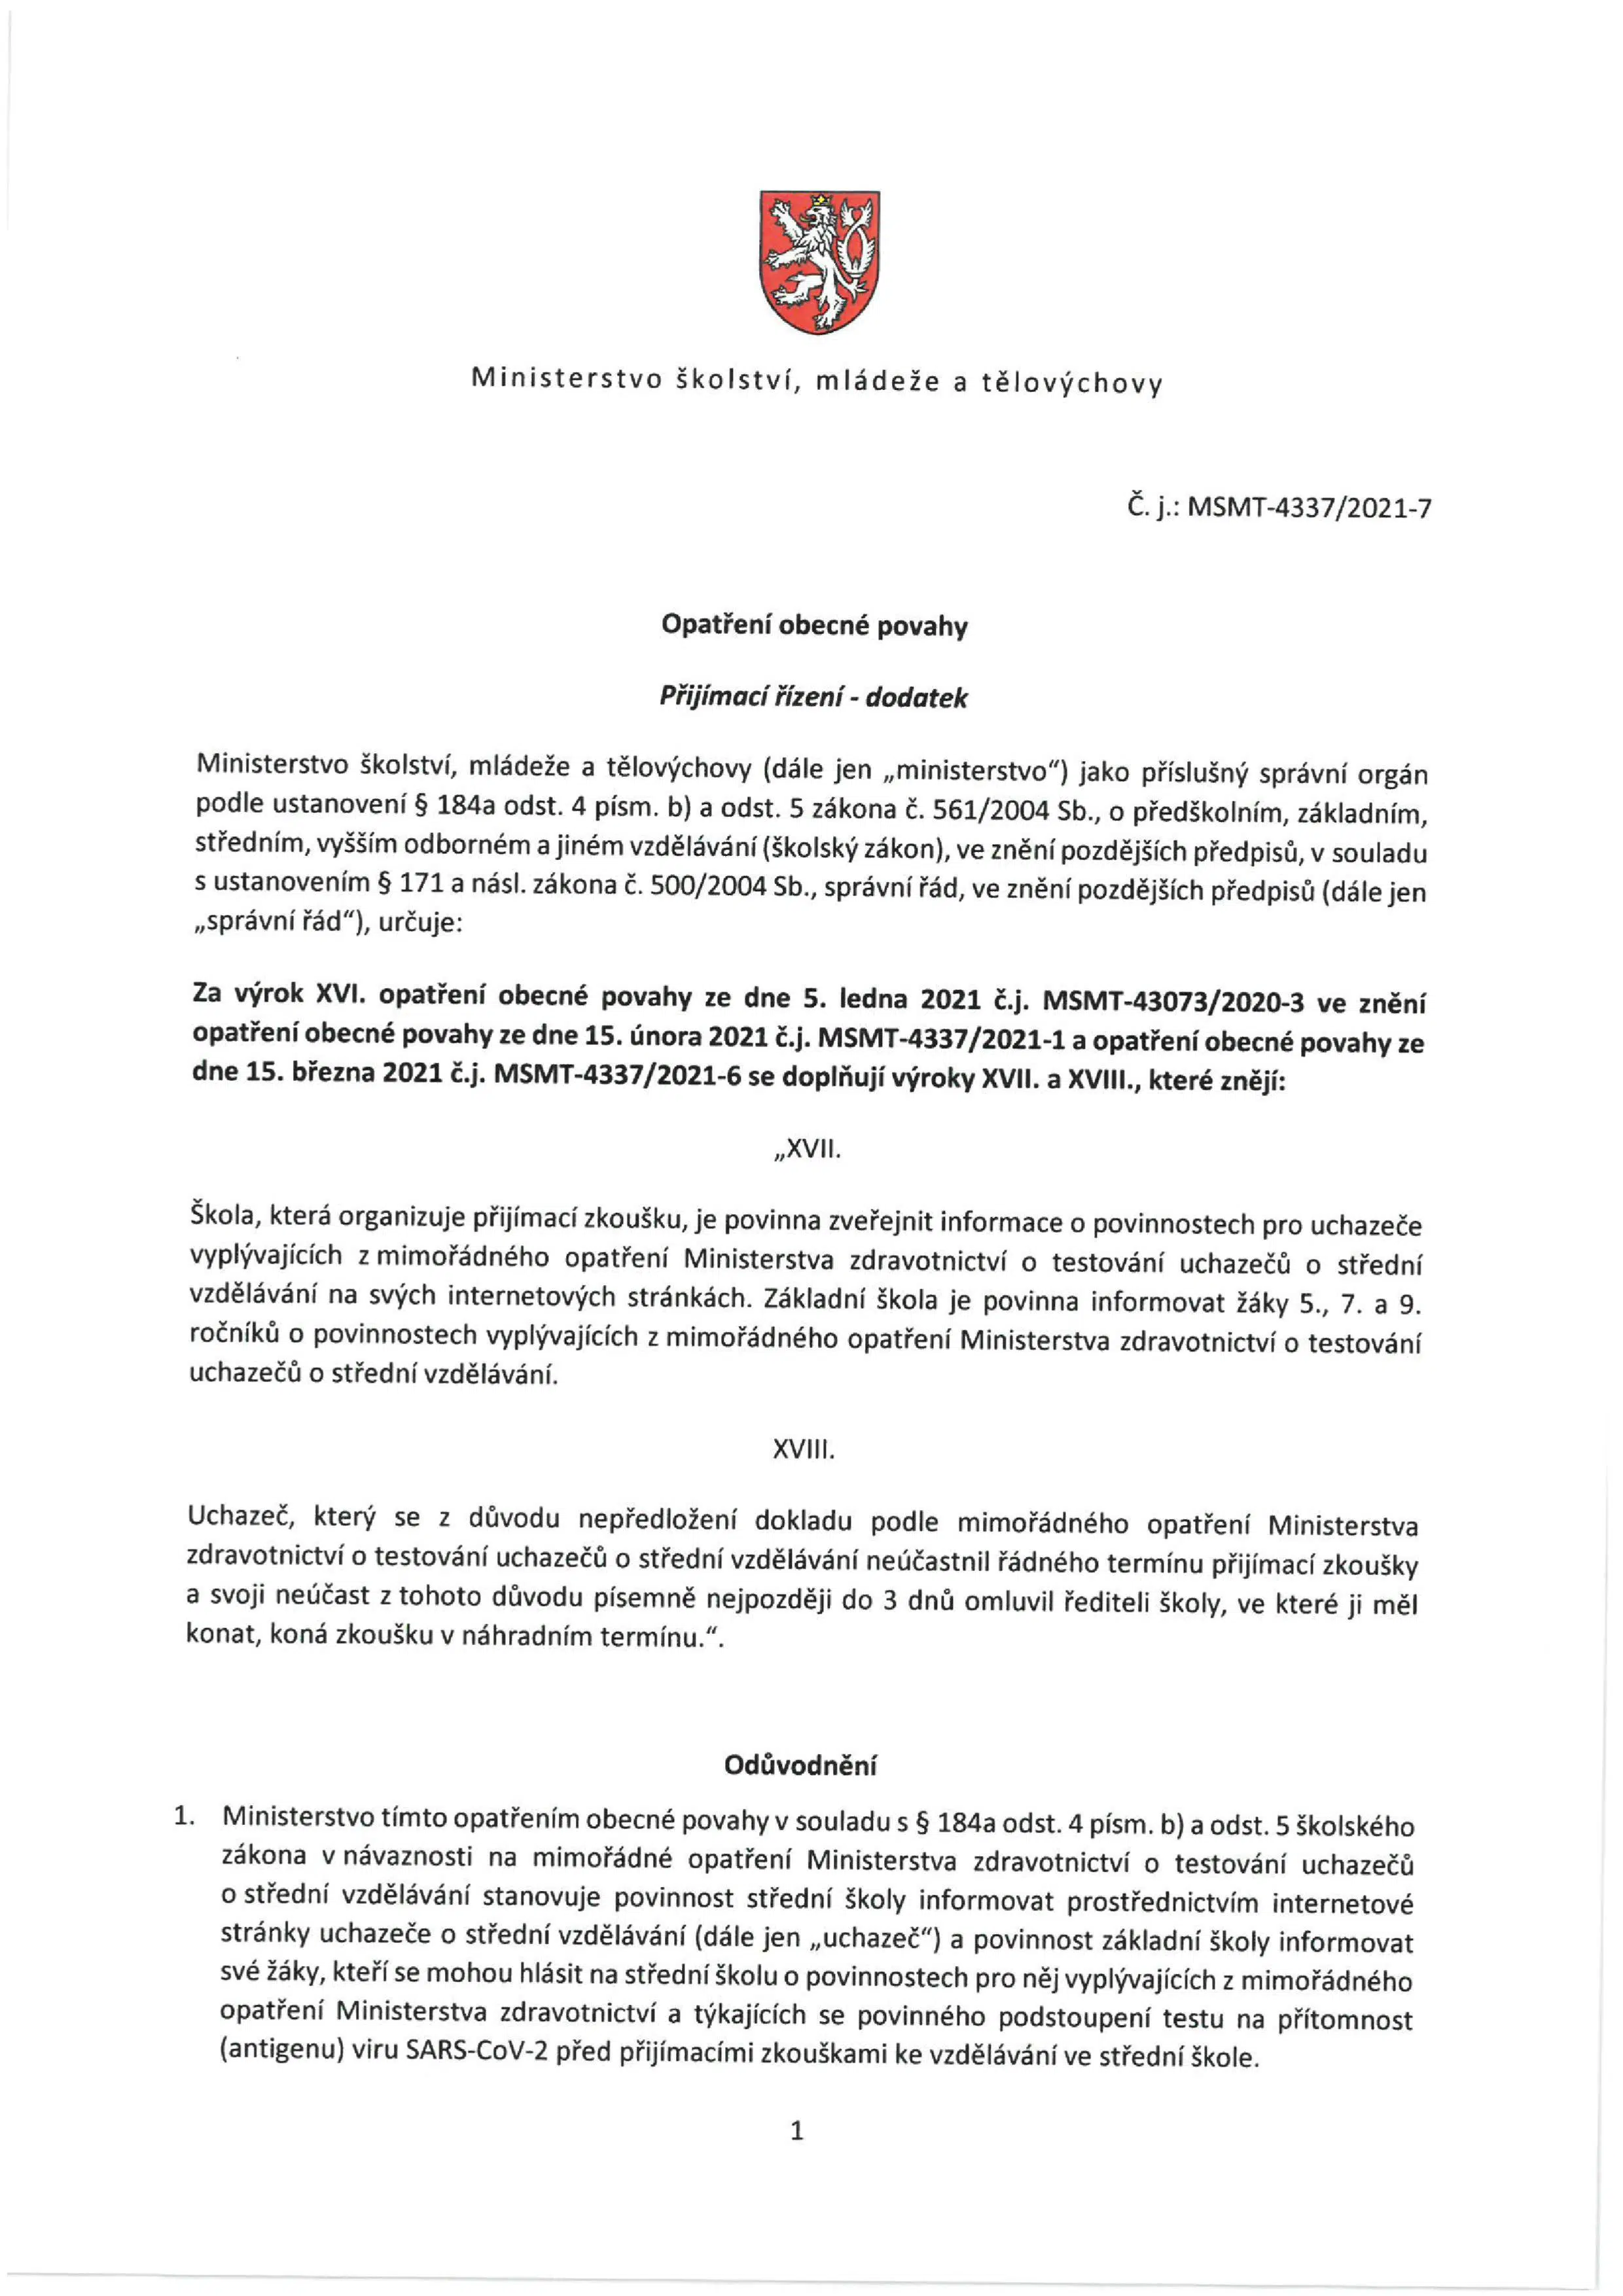 Ministerstvo školství, mládeže a tělovýchovy
Č. j.: MSMT-4337/2021-7
Opatření obecné povahy
Přijímací řízení - dodatek
Ministerstvo školství, mládeže a tělovýchovy (dále jen „ministerstvo“) jako příslušný správní orgán
podle ustanovení § 184a odst. 4 písm. b) a odst. 5 zákona č. 561/2004 Sb., o předškolním, základním,
středním, vyšším odborném a jiném vzdělávání (školský zákon), ve znění pozdějších předpisů, v souladu
s ustanovením § 171 a násl. zákona č. 500/2004 Sb., správní řád, ve znění pozdějších předpisů (dále jen
„správní řád“), určuje:
Za výrok XVI. opatření obecné povahy ze dne 5. ledna 2021 č.j. MSMT-43073/2020-3 ve znění
opatření obecné povahy ze dne 15. února 2021 č.j. MSMT-4337/2021-1 a opatření obecné povahy ze
dne 15. března 2021 č.j. MSMT-4337/2021-6 se doplňují výroky XVII. a XVIII., které znějí:
„XVII.
Škola, která organizuje přijímací zkoušku, je povinna zveřejnit informace o povinnostech pro uchazeče
vyplývajících z mimořádného opatření Ministerstva zdravotnictví o testování uchazečů o střední
vzdělávání na svých internetových stránkách. Základní škola je povinna informovat žáky 5., 7. a 9.
ročníků o povinnostech vyplývajících z mimořádného opatření Ministerstva zdravotnictví o testování
uchazečů o střední vzdělávání.
XVIII.
Uchazeč, který se z důvodu nepředložení dokladu podle mimořádného opatření Ministerstva
zdravotnictví o testování uchazečů o střední vzdělávání neúčastnil řádného termínu přijímací zkoušky
a svoji neúčast z tohoto důvodu písemně nejpozději do 3 dnů omluvil řediteli školy, ve které ji měl
konat, koná zkoušku v náhradním termínu.“.
Odůvodnění
1. Ministerstvo tímto opatřením obecné povahy v souladu s § 184a odst. 4 písm. b) a odst. 5 školského
zákona v návaznosti na mimořádné opatření Ministerstva zdravotnictví o testování uchazečů
o střední vzdělávání stanovuje povinnost střední školy informovat prostřednictvím internetové
stránky uchazeče o střední vzdělávání (dále jen „uchazeč“) a povinnost základní školy informovat
své žáky, kteří se mohou hlásit na střední školu o povinnostech pro něj vyplývajících z mimořádného
opatření Ministerstva zdravotnictví a týkajících se povinného podstoupení testu na přítomnost
(antigenu) viru SARS-CoV-2 před přijímacími zkouškami ke vzdělávání ve střední škole.
1